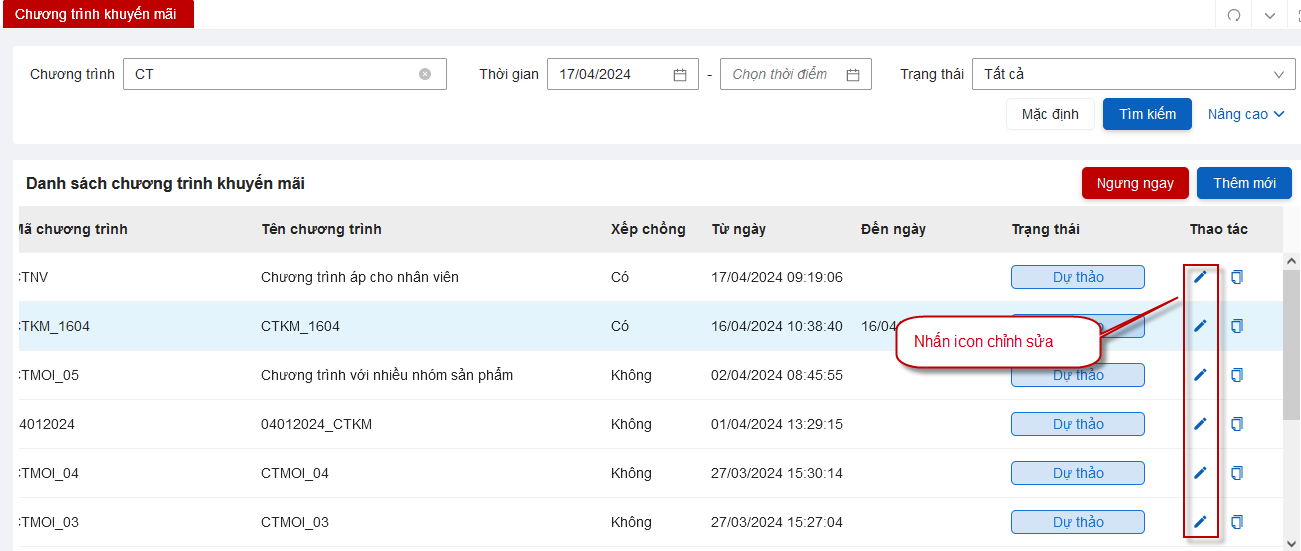 Chương trình khuyến mãi
Chương trình CT Thời gian 17/04/2024 - Chọn thời điểm Trạng thái Tất cả
Mặc định Tìm kiếm Nâng cao
Danh sách chương trình khuyến mãi Ngưng ngay Thêm mới
Mã chương trình Tên chương trình Xếp chồng Từ ngày Đến ngày Trạng thái Thao tác
CTNV Chương trình áp cho nhân viên Có 17/04/2024 09:19:06 Dự thảo
CTKM_1604 CTKM_1604 Có 16/04/2024 10:38:40 16/04
Nhấn icon chỉnh sửa
CTMOI_05 Chương trình với nhiều nhóm sản phẩm Không 02/04/2024 08:45:55 Dự thảo
4012024 04012024_CTKM Không 01/04/2024 13:29:15 Dự thảo
CTMOI_04 CTMOI_04 Không 27/03/2024 15:30:14 Dự thảo
CTMOI_03 CTMOI_03 Không 27/03/2024 15:27:04 Dự thảo